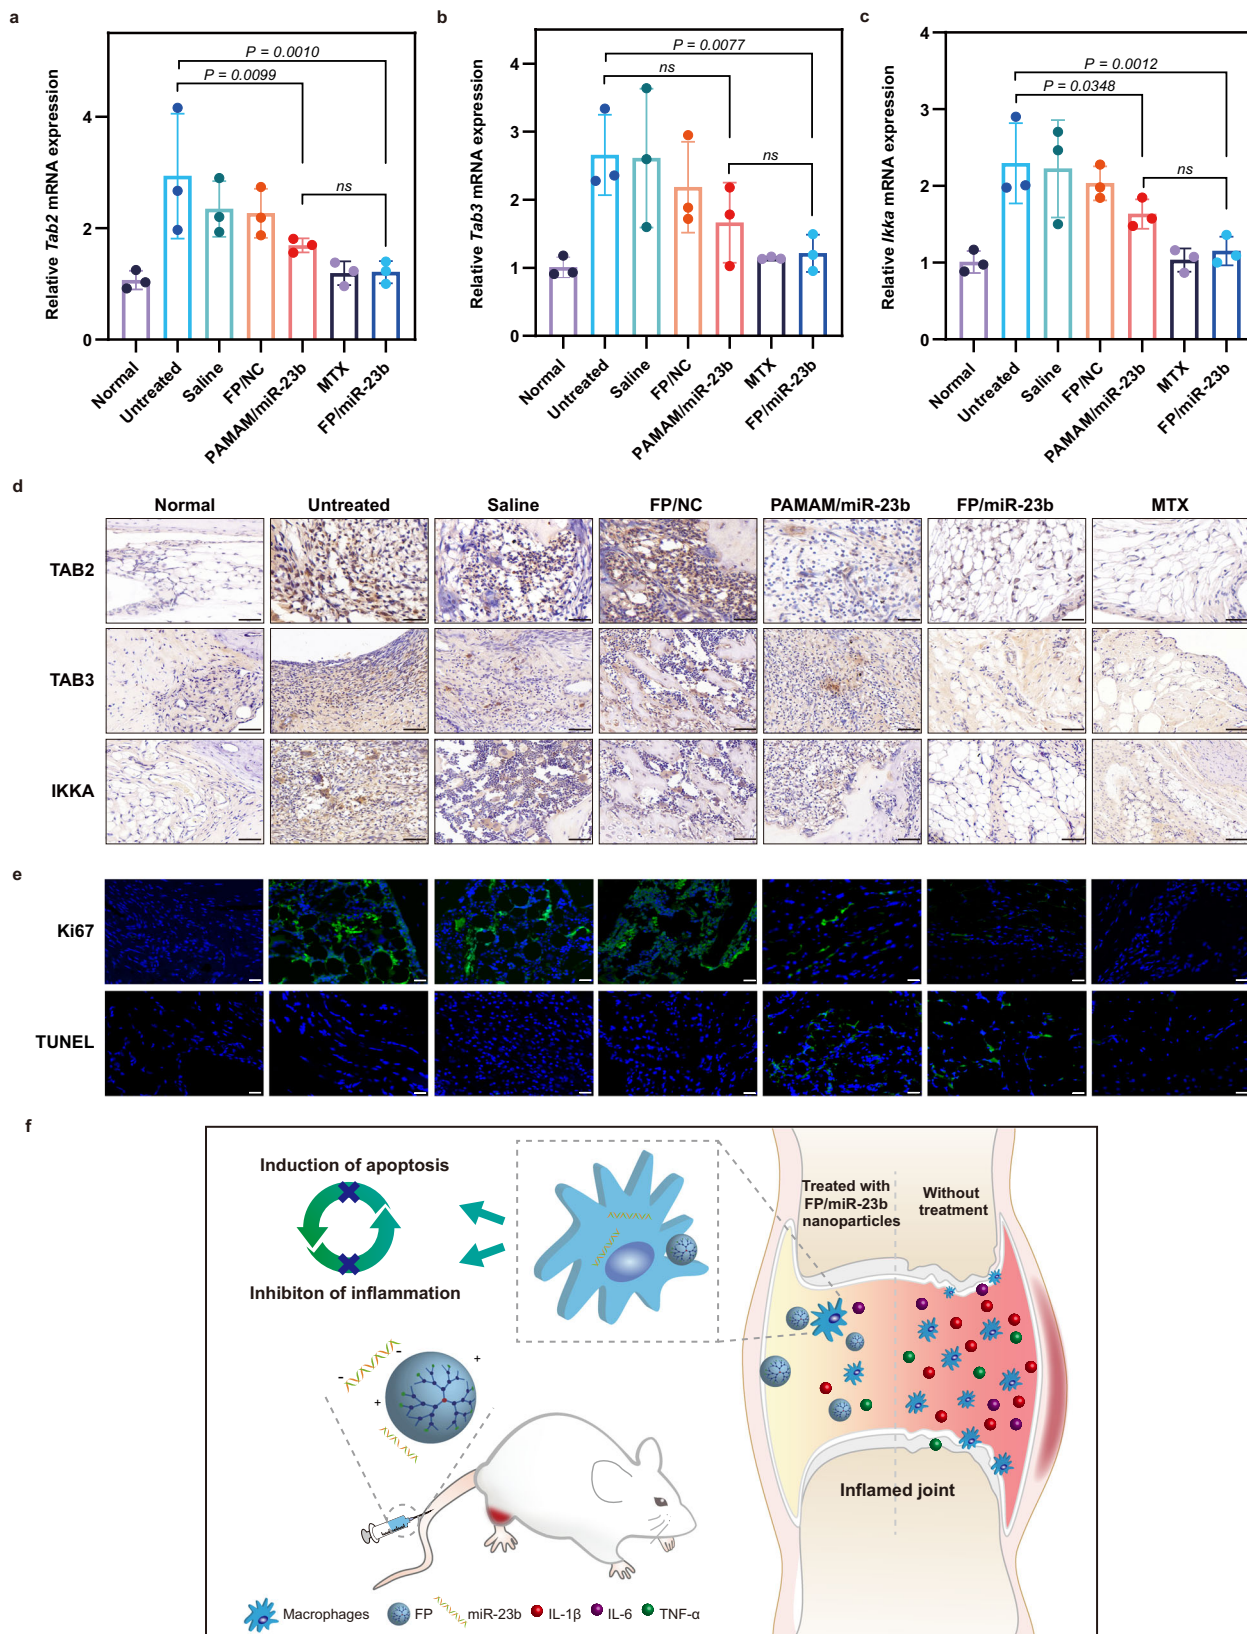 a
Relative Tab2 mRNA expression
P = 0.0010
P = 0.0099
ns
4
2
0
Normal
Untreated
Saline
FP/NC
PAMAM/miR-23b
MTX
FP/miR-23b
b
Relative Tab3 mRNA expression
P = 0.0077
ns
ns
4
3
2
1
0
Normal
Untreated
Saline
FP/NC
PAMAM/miR-23b
MTX
FP/miR-23b
c
Relative Ikka mRNA expression
P = 0.0012
P = 0.0348
ns
4
3
2
1
0
Normal
Untreated
Saline
FP/NC
PAMAM/miR-23b
MTX
FP/miR-23b
d
Normal Untreated Saline FP/NC PAMAM/miR-23b FP/miR-23b MTX
TAB2
TAB3
IKKA
e
Ki67
TUNEL
f
Induction of apoptosis
Inhibiton of inflammation
Treated with
FP/miR-23b
nanoparticles
Without
treatment
- -
+
+
Inflamed joint
Macrophages FP miR-23b IL-1β IL-6 TNF-α